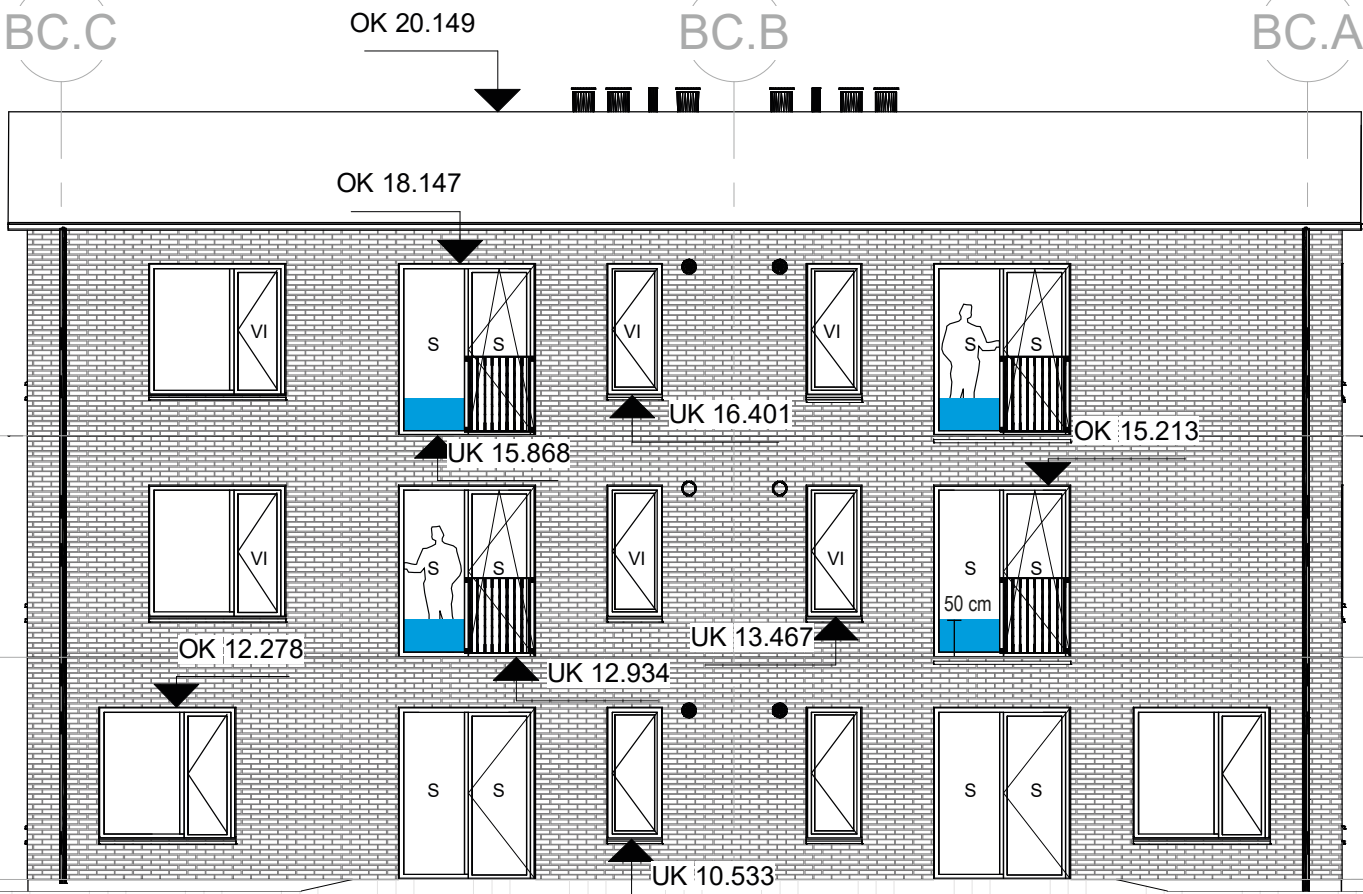 BC.C
OK 20.149
BC.B
BC.A
OK 18.147
VI
S
S
VI
VI
S
S
UK 16.401
OK 15.213
UK 15.868
VI
S
S
VI
VI
S
S
50 cm
OK 12.278
UK 13.467
UK 12.934
S
S
S
S
UK 10.533